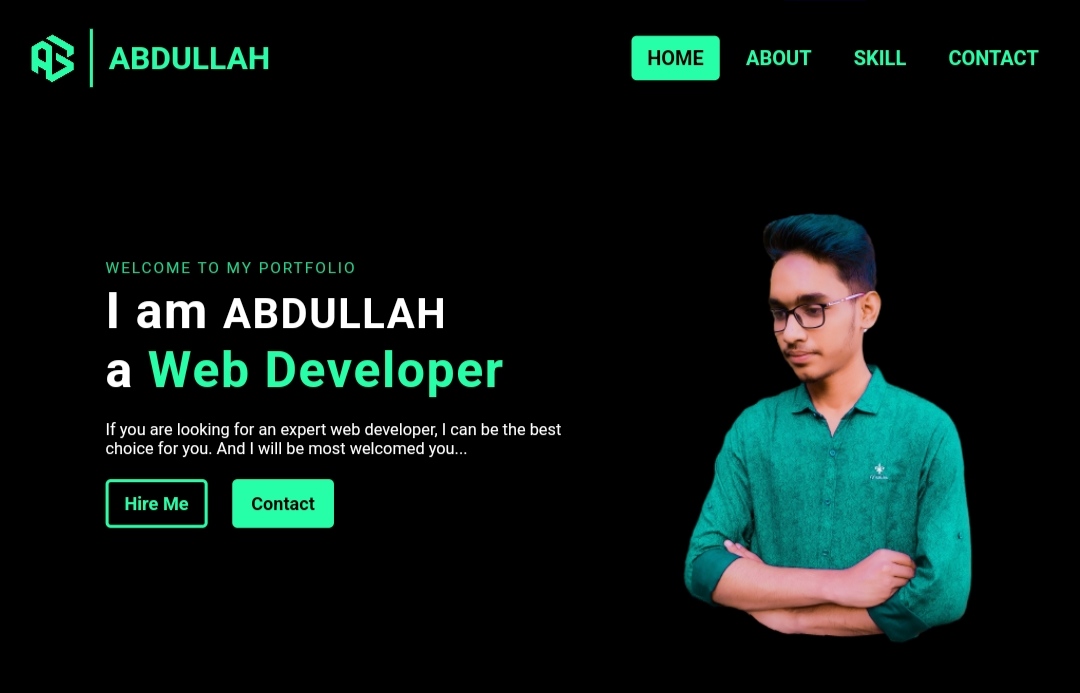 ABDULLAH
HOME ABOUT SKILL CONTACT
WELCOME TO MY PORTFOLIO
I am ABDULLAH
a Web Developer
If you are looking for an expert web developer, I can be the best
choice for you. And I will be most welcomed you...
Hire Me Contact